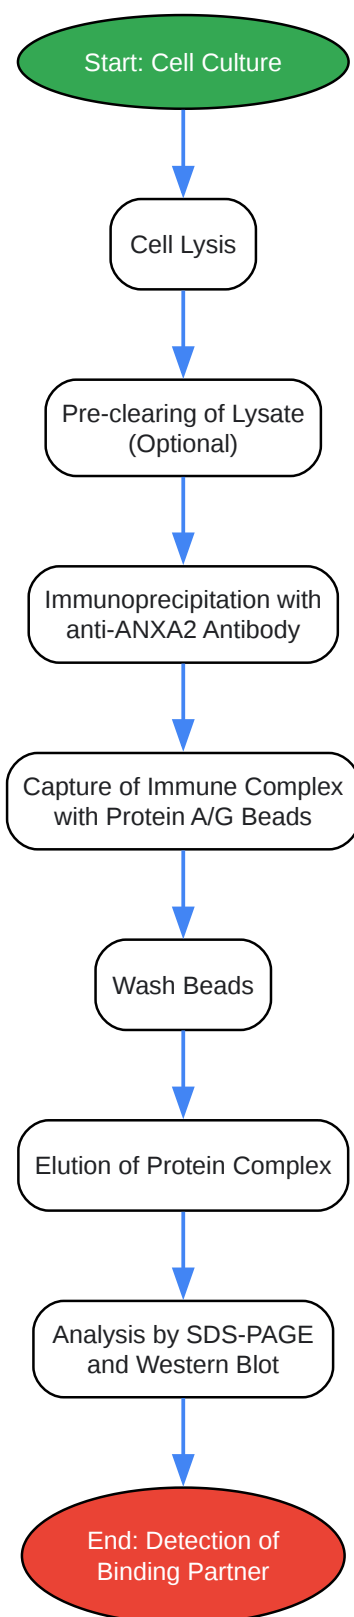 Start: Cell Culture
Cell Lysis
Pre-clearing of Lysate
(Optional)
Immunoprecipitation with
anti-ANXA2 Antibody
Capture of Immune Complex
with Protein A/G Beads
Wash Beads
Elution of Protein Complex
Analysis by SDS-PAGE
and Western Blot
End: Detection of
Binding Partner